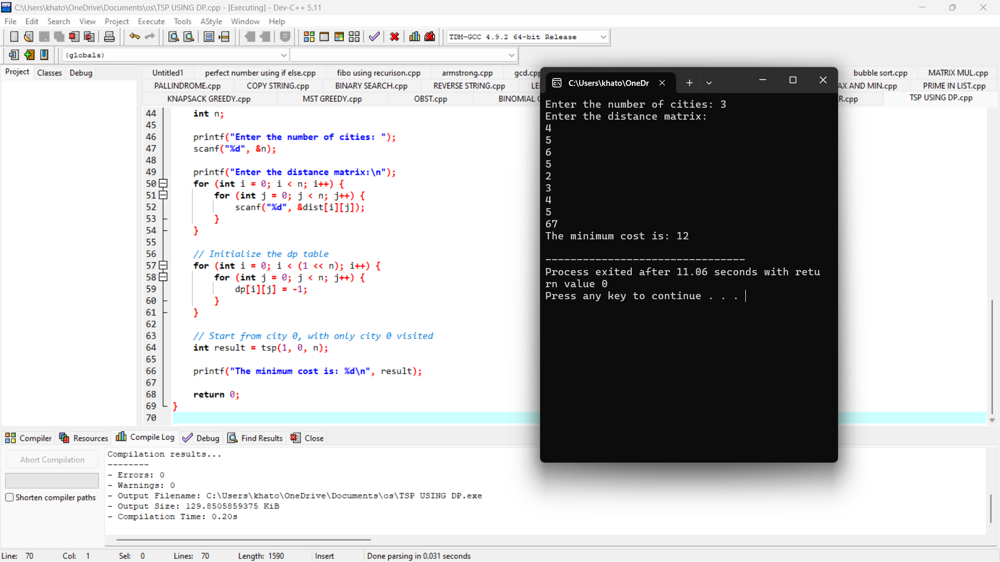 C:\Users\khato\OneDrive\Documents\os\TSP USING DP.cpp - [Executing] - Dev-C++ 5.11
File Edit Search View Project Execute Tools AStyle Window Help
TDM-GCC 4.9.2 64-bit Release
(globals)
Project Classes Debug
Untitled1 perfect number using if else.cpp fibo using recurison.cpp armstrong.cpp gcd.cpp bubble sort.cpp MATRIX MUL.cpp
PALLINDROME.cpp COPY STRING.cpp BINARY SEARCH.cpp REVERSE STRING.cpp LE AX AND MIN.cpp PRIME IN LIST.cpp
KNAPSACK GREEDY.cpp MST GREEDY.cpp OBST.cpp BINOMIAL R.cpp TSP USING DP.cpp
44 int n;
45
46 printf("Enter the number of cities: ");
47 scanf("%d", &n);
48
49 printf("Enter the distance matrix:\n");
50 for (int i = 0; i < n; i++) {
51 for (int j = 0; j < n; j++) {
52 scanf("%d", &dist[i][j]);
53 }
54 }
55
56 // Initialize the dp table
57 for (int i = 0; i < (1 << n); i++) {
58 for (int j = 0; j < n; j++) {
59 dp[i][j] = -1;
60 }
61 }
62
63 // Start from city 0, with only city 0 visited
64 int result = tsp(1, 0, n);
65
66 printf("The minimum cost is: %d\n", result);
67
68 return 0;
69 }
70
C:\Users\khato\OneDr
Enter the number of cities: 3
Enter the distance matrix:
4
5
6
5
2
3
4
5
67
The minimum cost is: 12
--------------------------------
Process exited after 11.06 seconds with retu
rn value 0
Press any key to continue . . .
Compiler Resources Compile Log Debug Find Results Close
Abort Compilation
Shorten compiler paths
Compilation results...
--------
- Errors: 0
- Warnings: 0
- Output Filename: C:\Users\khato\OneDrive\Documents\os\TSP USING DP.exe
- Output Size: 129.8505859375 KiB
- Compilation Time: 0.20s
Line: 70 Col: 1 Sel: 0 Lines: 70 Length: 1590 Insert Done parsing in 0.031 seconds